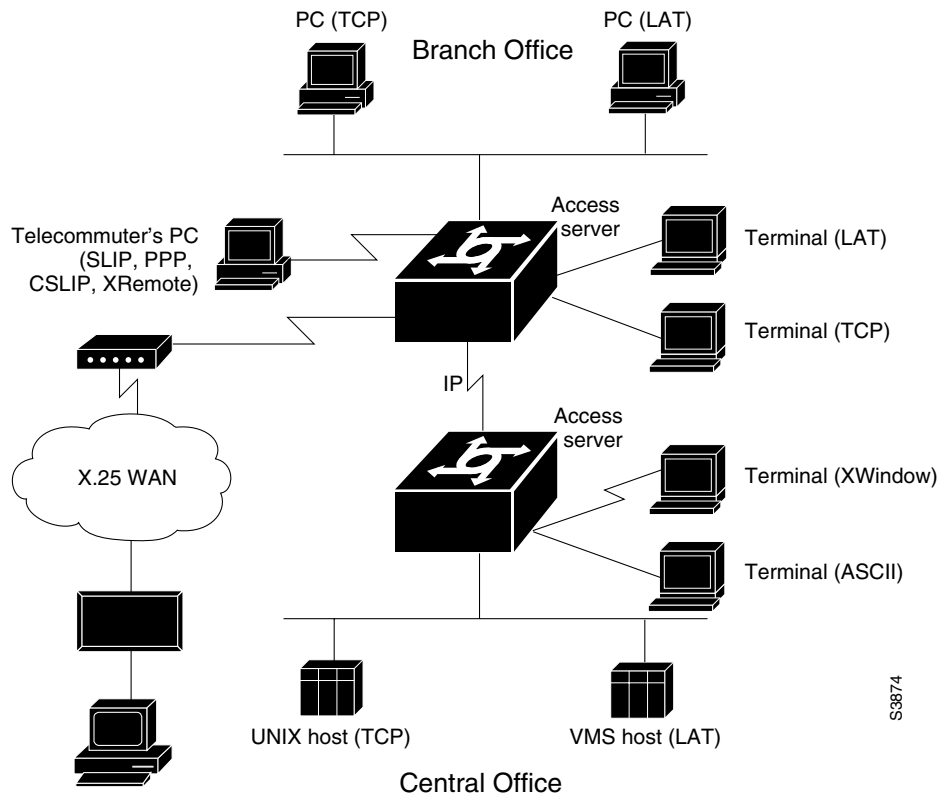 PC (TCP)
PC (LAT)
Branch Office
Access
server
Telecommuter's PC
(SLIP, PPP,
CSLIP, XRemote)
Terminal (LAT)
Terminal (TCP)
IP
Access
server
X.25 WAN
Terminal (XWindow)
Terminal (ASCII)
UNIX host (TCP)
VMS host (LAT)
S3874
Central Office